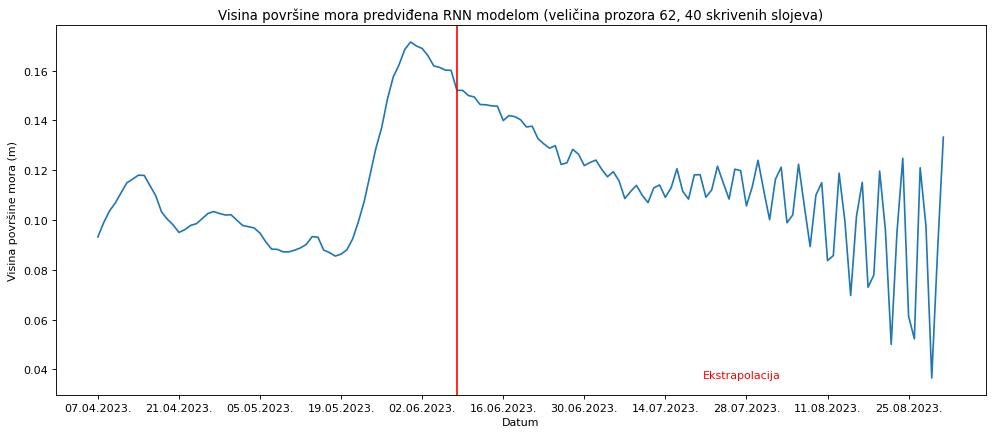 Visina površine mora predviđena RNN modelom (veličina prozora 62, 40 skrivenih slojeva)
Visina površine mora (m)
0.16
0.14
0.12
0.10
0.08
0.06
0.04
Ekstrapolacija
07.04.2023. 21.04.2023. 05.05.2023. 19.05.2023. 02.06.2023. 16.06.2023. 30.06.2023. 14.07.2023. 28.07.2023. 11.08.2023. 25.08.2023.
Datum